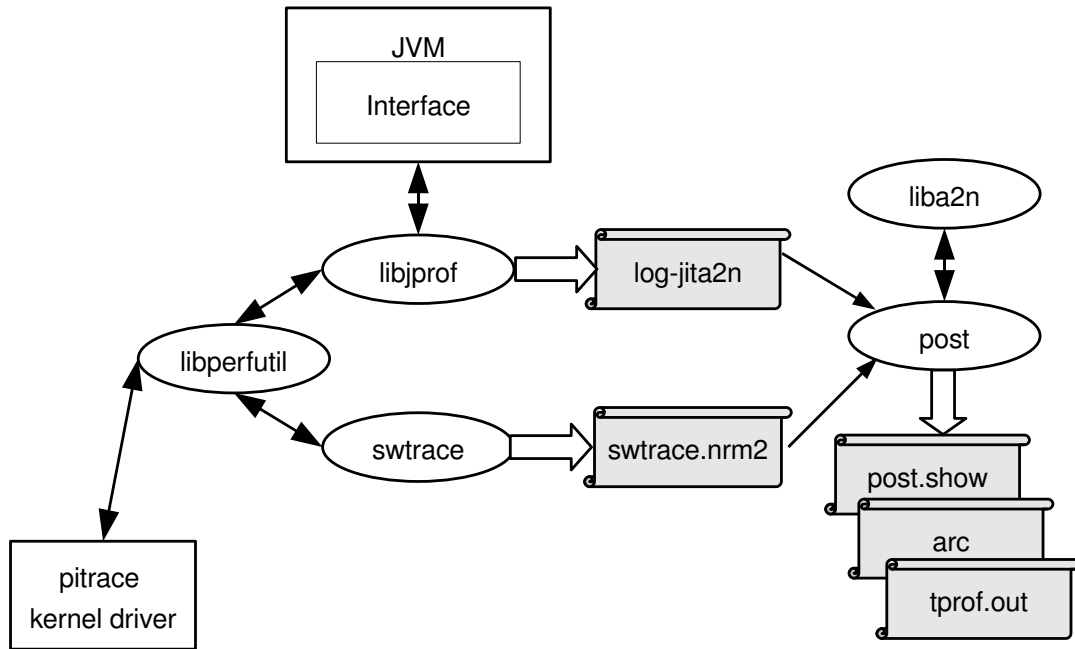 JVM
Interface
liba2n
libjprof
log-jita2n
post
libperfutil
swtrace
swtrace.nrm2
post.show
arc
tprof.out
pitrace
kernel driver